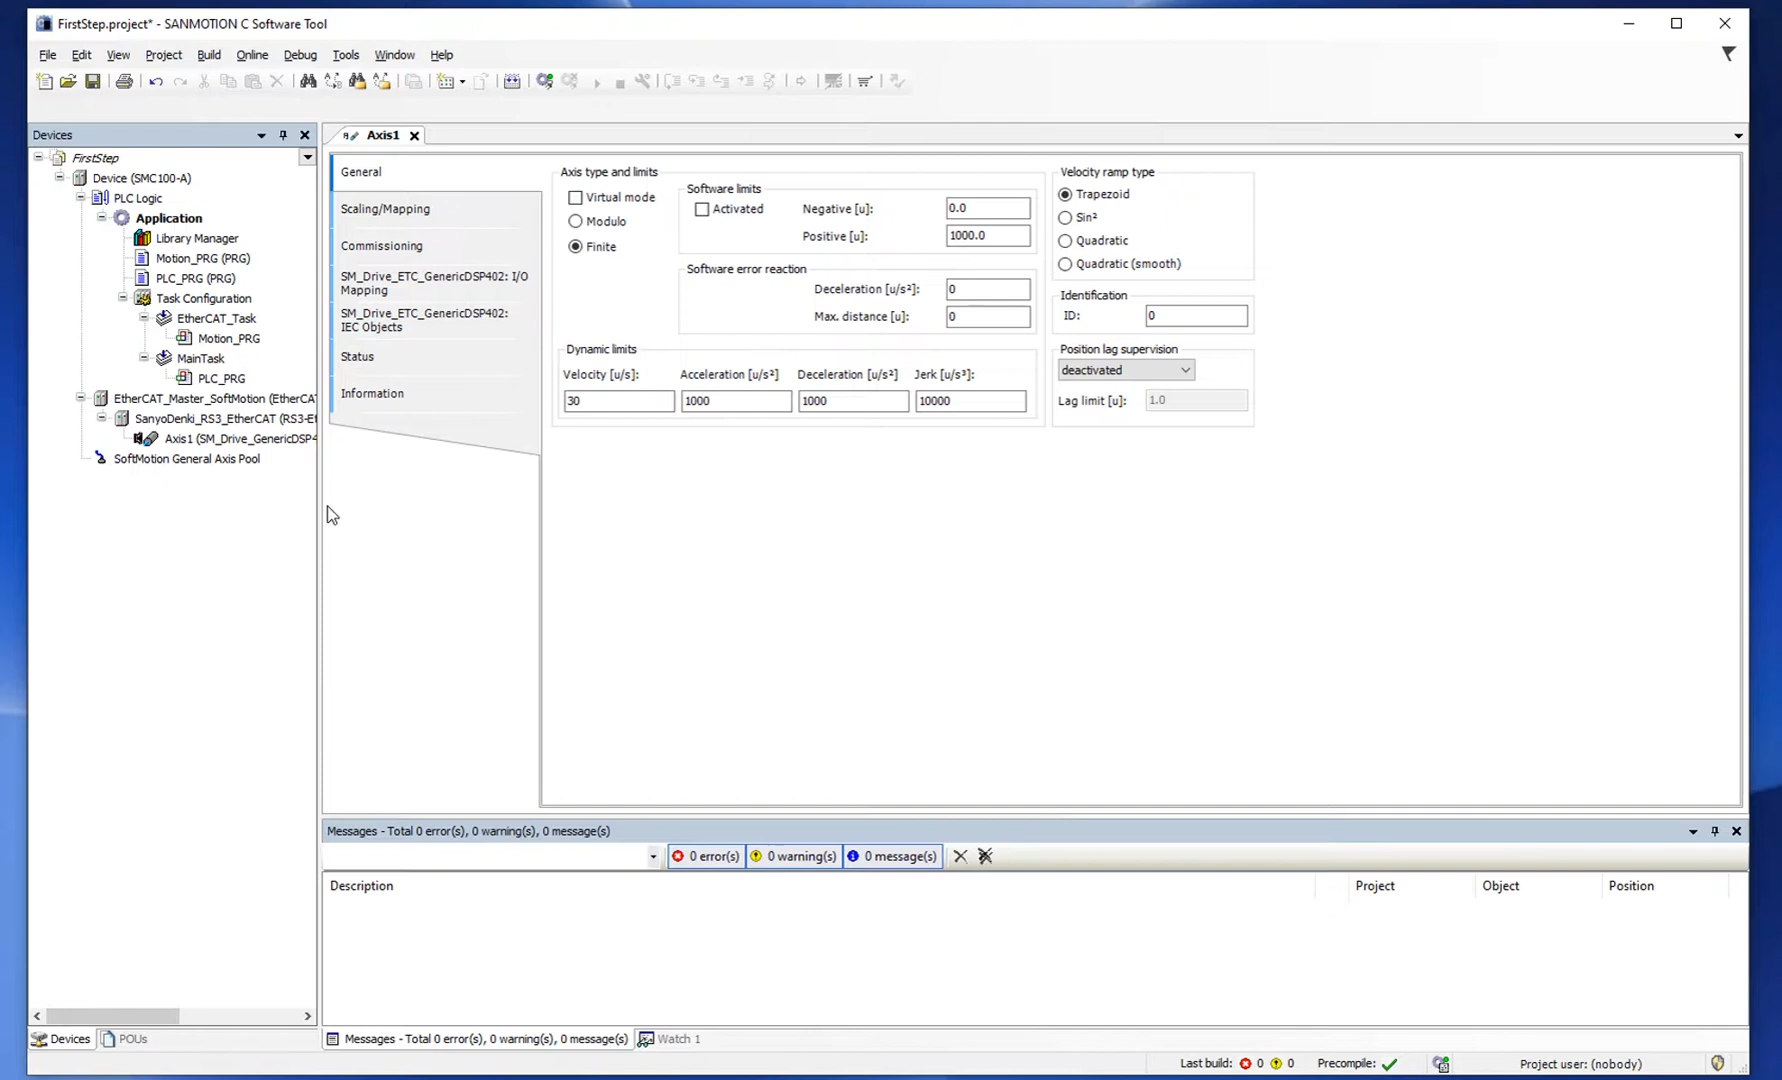 FirstStep.project* - SANMOTION C Software Tool
File Edit View Project Build Online Debug Tools Window Help
Devices
FirstStep
Device (SMC100-A)
PLC Logic
Application
Library Manager
Motion_PRG (PRG)
PLC_PRG (PRG)
Task Configuration
EtherCAT_Task
Motion_PRG
MainTask
PLC_PRG
EtherCAT_Master_SoftMotion (EtherCA
SanyoDenki_RS3_EtherCAT (RS3-Et
Axis1 (SM_Drive_GenericDSP4
SoftMotion General Axis Pool
Devices POUs
Axis1
General
Scaling/Mapping
Commissioning
SM_Drive_ETC_GenericDSP402: I/O
Mapping
SM_Drive_ETC_GenericDSP402:
IEC Objects
Status
Information
Axis type and limits
Virtual mode
Modulo
Finite
Software limits
Activated Negative [u]: 0.0
Positive [u]: 1000.0
Software error reaction
Deceleration [u/s²]: 0
Max. distance [u]: 0
Dynamic limits
Velocity [u/s]: Acceleration [u/s²] Deceleration [u/s²] Jerk [u/s³]:
30 1000 1000 10000
Velocity ramp type
Trapezoid
Sin²
Quadratic
Quadratic (smooth)
Identification
ID: 0
Position lag supervision
deactivated
Lag limit [u]: 1.0
Messages - Total 0 error(s), 0 warning(s), 0 message(s)
0 error(s) 0 warning(s) 0 message(s)
Description Project Object Position
Messages - Total 0 error(s), 0 warning(s), 0 message(s) Watch 1
Last build: 0 0 Precompile: Project user: (nobody)